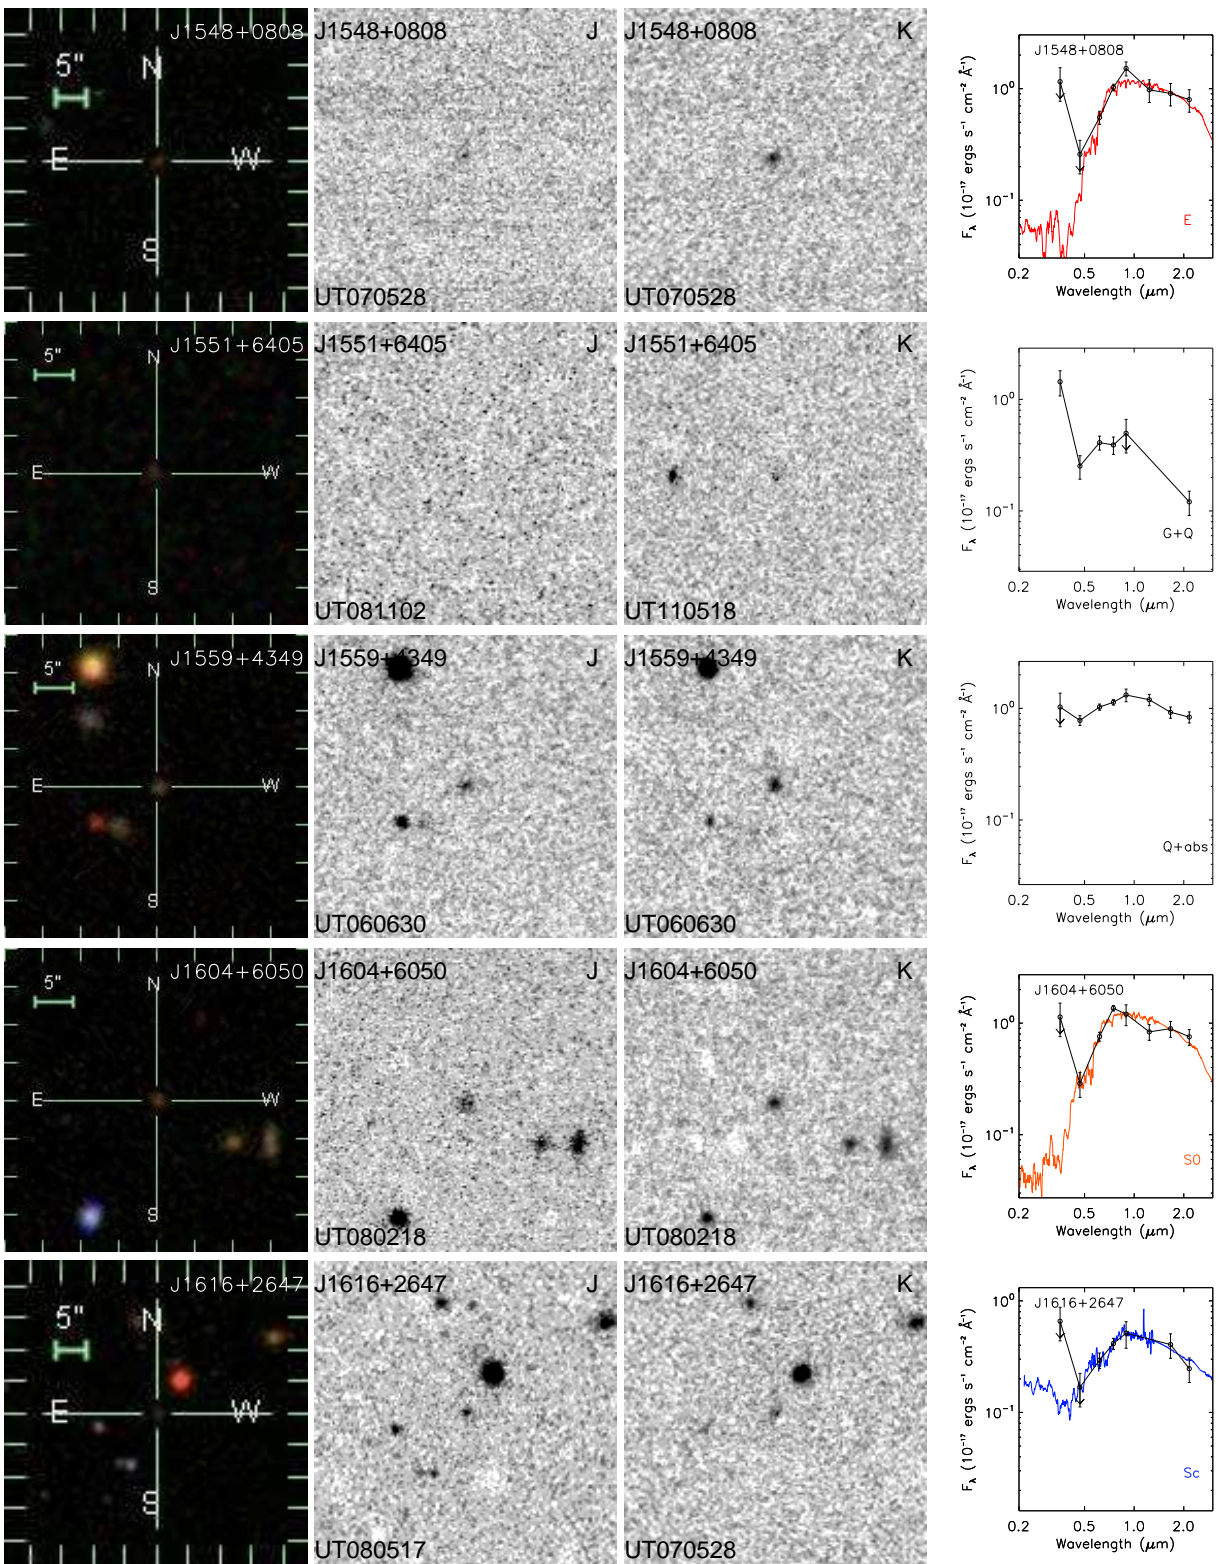 J1548+0808
5"
N
E
W
S
J1548+0808 J
UT070528
J1548+0808 K
UT070528
J1548+0808
10⁰
10⁻¹
F_λ (10⁻¹⁷ ergs s⁻¹ cm⁻² Å⁻¹)
E
0.2 0.5 1.0 2.0
Wavelength (μm)
J1551+6405
5"
N
E
W
S
J1551+6405 J
UT081102
J1551+6405 K
UT110518
10⁰
10⁻¹
F_λ (10⁻¹⁷ ergs s⁻¹ cm⁻² Å⁻¹)
G+Q
0.2 0.5 1.0 2.0
Wavelength (μm)
J1559+4349
5"
N
E
W
S
J1559+4349 J
UT060630
J1559+4349 K
UT060630
10⁰
10⁻¹
F_λ (10⁻¹⁷ ergs s⁻¹ cm⁻² Å⁻¹)
Q+abs
0.2 0.5 1.0 2.0
Wavelength (μm)
J1604+6050
5"
N
E
W
S
J1604+6050 J
UT080218
J1604+6050 K
UT080218
J1604+6050
10⁰
10⁻¹
F_λ (10⁻¹⁷ ergs s⁻¹ cm⁻² Å⁻¹)
S0
0.2 0.5 1.0 2.0
Wavelength (μm)
J1616+2647
5"
N
E
W
S
J1616+2647 J
UT080517
J1616+2647 K
UT070528
J1616+2647
10⁰
10⁻¹
F_λ (10⁻¹⁷ ergs s⁻¹ cm⁻² Å⁻¹)
Sc
0.2 0.5 1.0 2.0
Wavelength (μm)